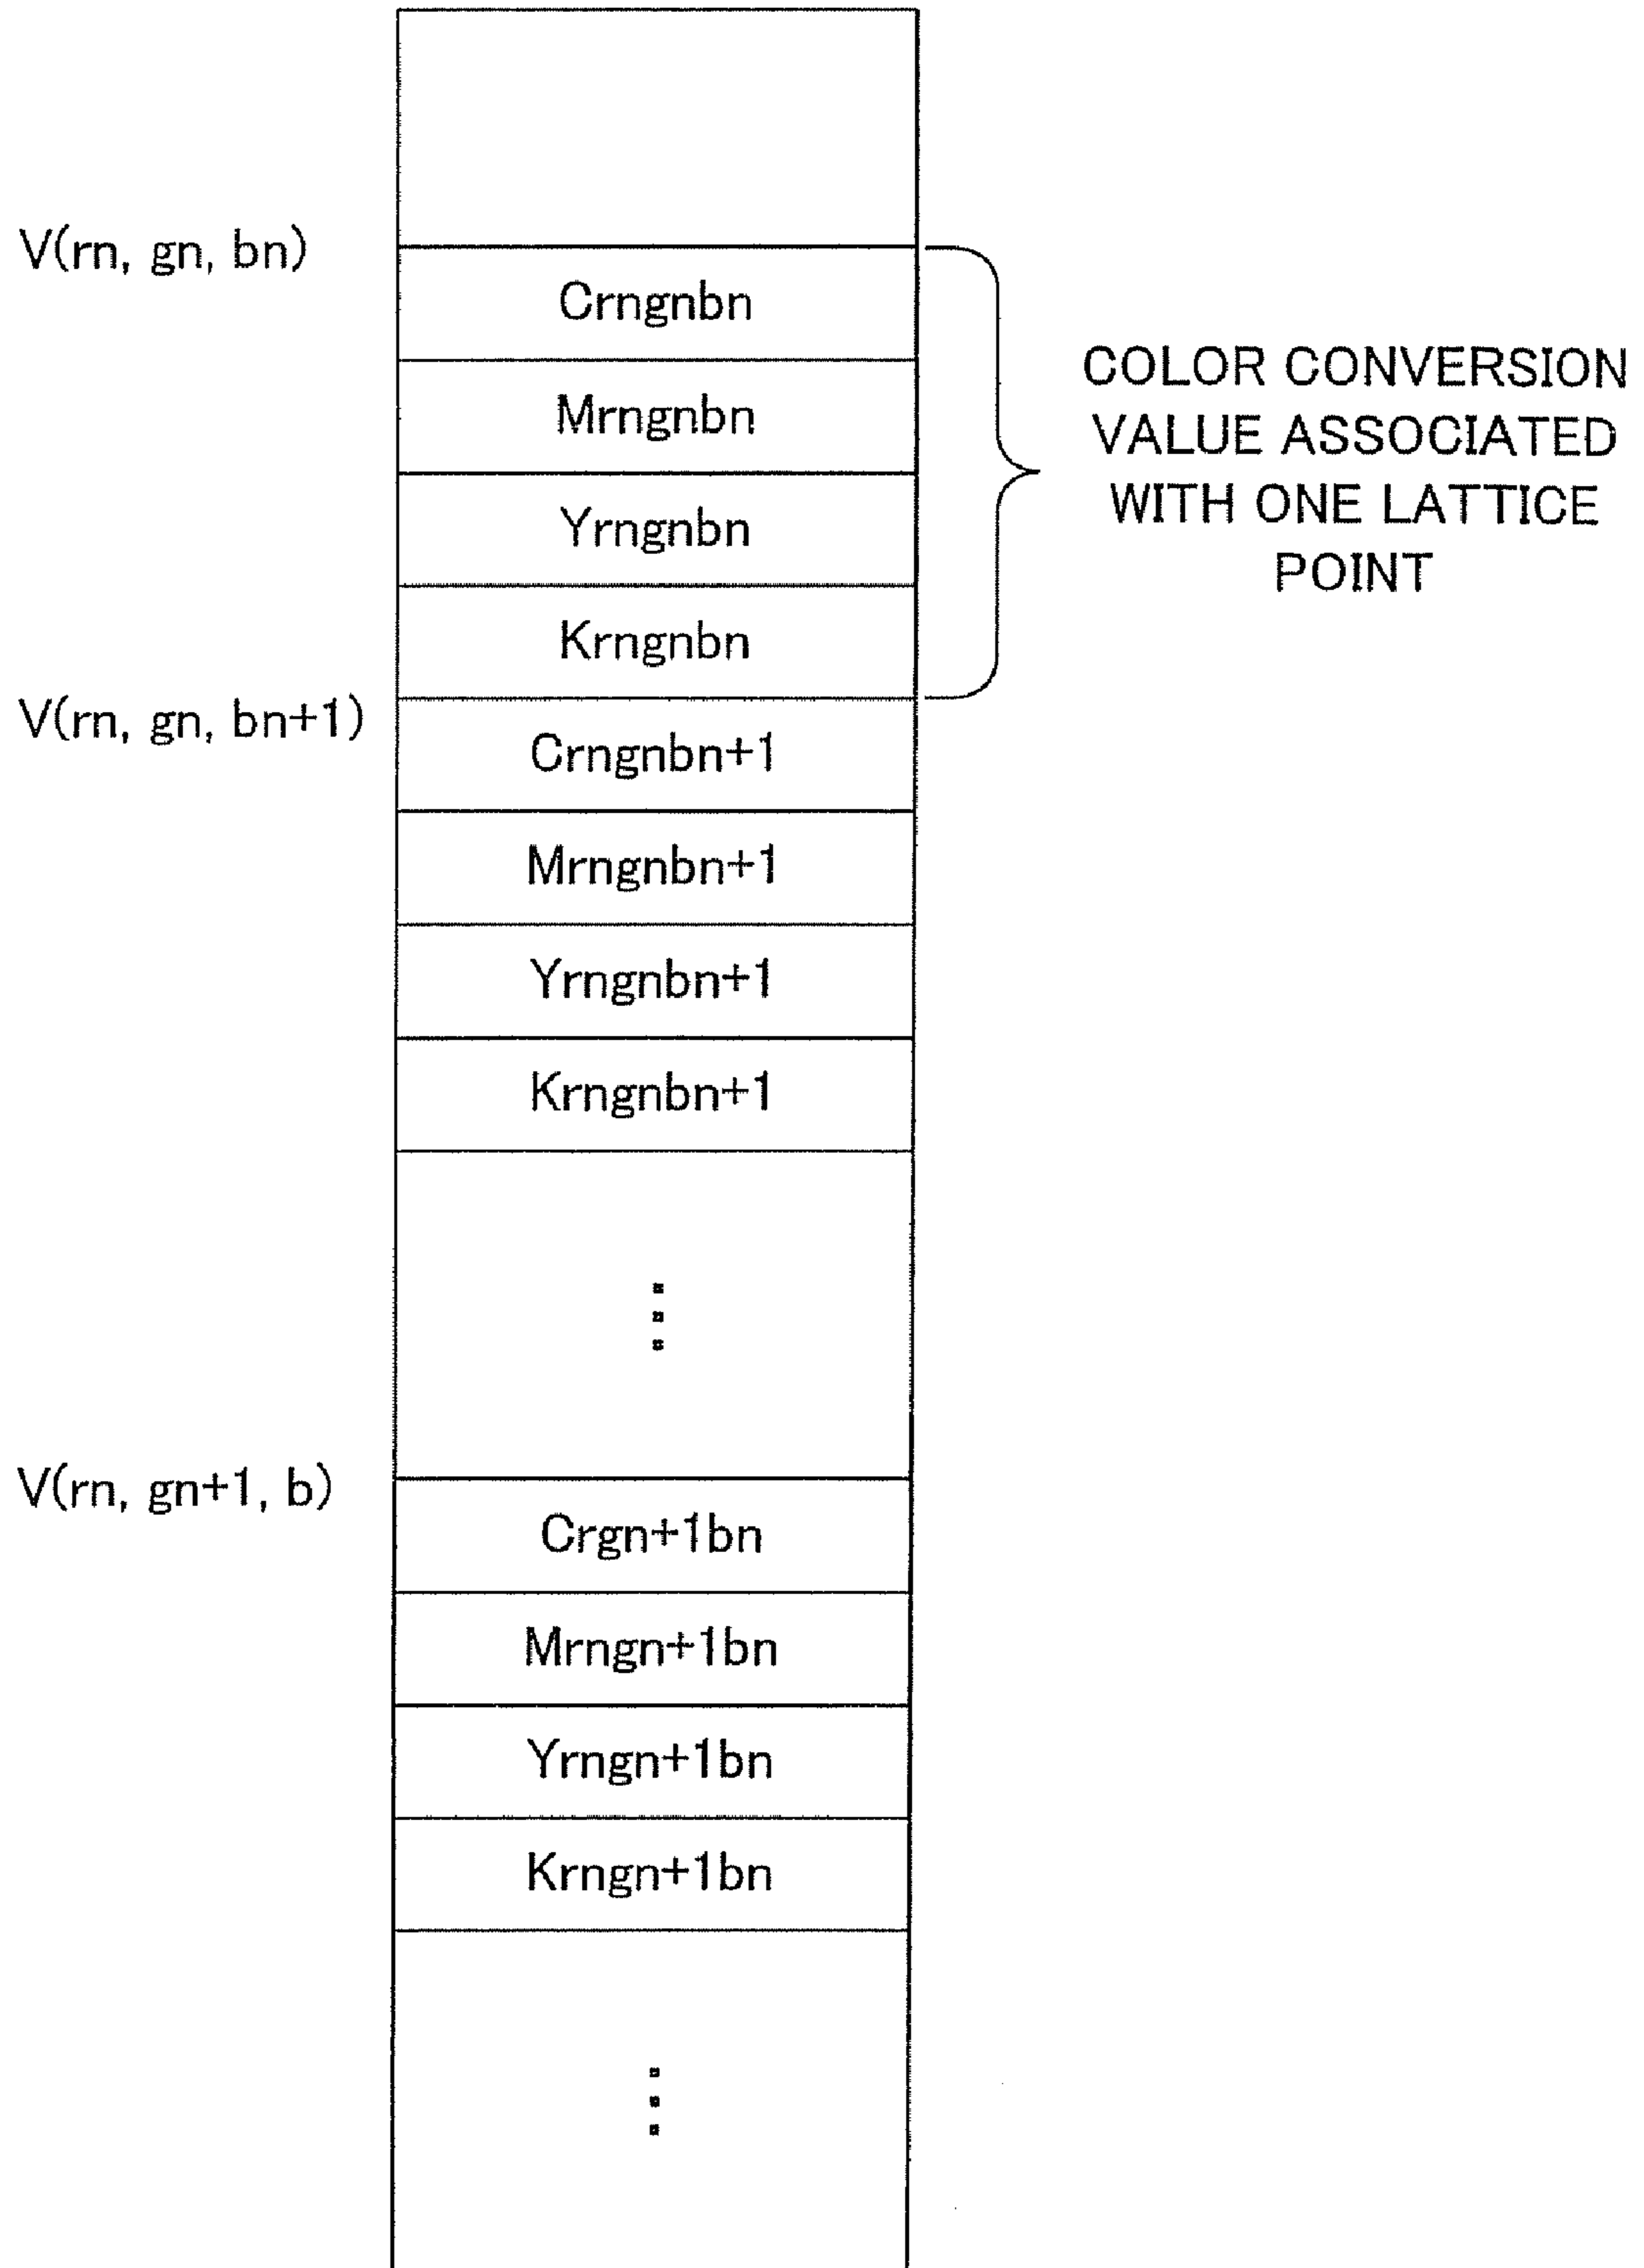 V(rn, gn, bn)
Crngnbn
Mrngnbn
Yrngnbn
Krngnbn
COLOR CONVERSION
VALUE ASSOCIATED
WITH ONE LATTICE
POINT
V(rn, gn, bn+1)
Crngnbn+1
Mrngnbn+1
Yrngnbn+1
Krngnbn+1
V(rn, gn+1, b)
Crgn+1bn
Mrngn+1bn
Yrngn+1bn
Krngn+1bn